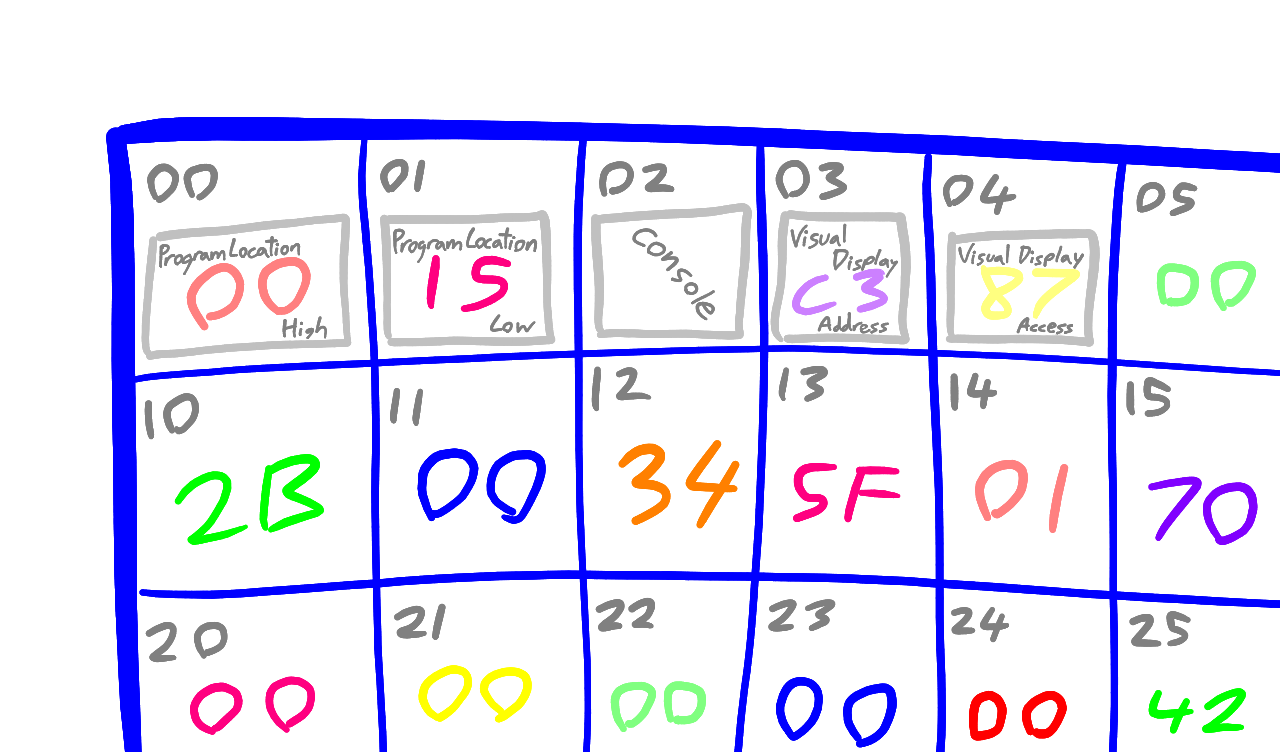 00 01 02 03 04 05
Program Location
00
High
Program Location
15
Low
Console
Visual
Display
C3
Address
Visual Display
87
Access
00
10 11 12 13 14 15
2B 00 34 5F 01 70
20 21 22 23 24 25
00 00 00 00 00 42